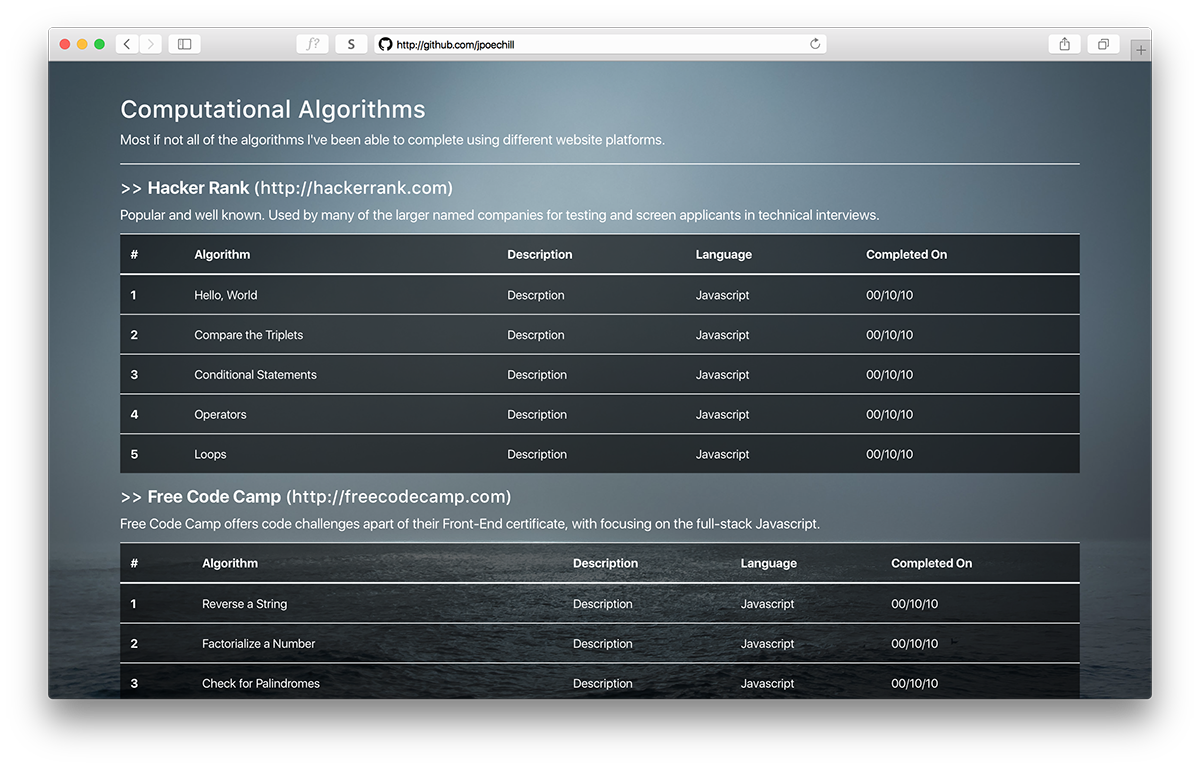 f? S http://github.com/jpoechill
Computational Algorithms
Most if not all of the algorithms I've been able to complete using different website platforms.
>> Hacker Rank (http://hackerrank.com)
Popular and well known. Used by many of the larger named companies for testing and screen applicants in technical interviews.
# Algorithm Description Language Completed On
1 Hello, World Descrption Javascript 00/10/10
2 Compare the Triplets Descrption Javascript 00/10/10
3 Conditional Statements Description Javascript 00/10/10
4 Operators Description Javascript 00/10/10
5 Loops Description Javascript 00/10/10
>> Free Code Camp (http://freecodecamp.com)
Free Code Camp offers code challenges apart of their Front-End certificate, with focusing on the full-stack Javascript.
# Algorithm Description Language Completed On
1 Reverse a String Description Javascript 00/10/10
2 Factorialize a Number Description Javascript 00/10/10
3 Check for Palindromes Description Javascript 00/10/10